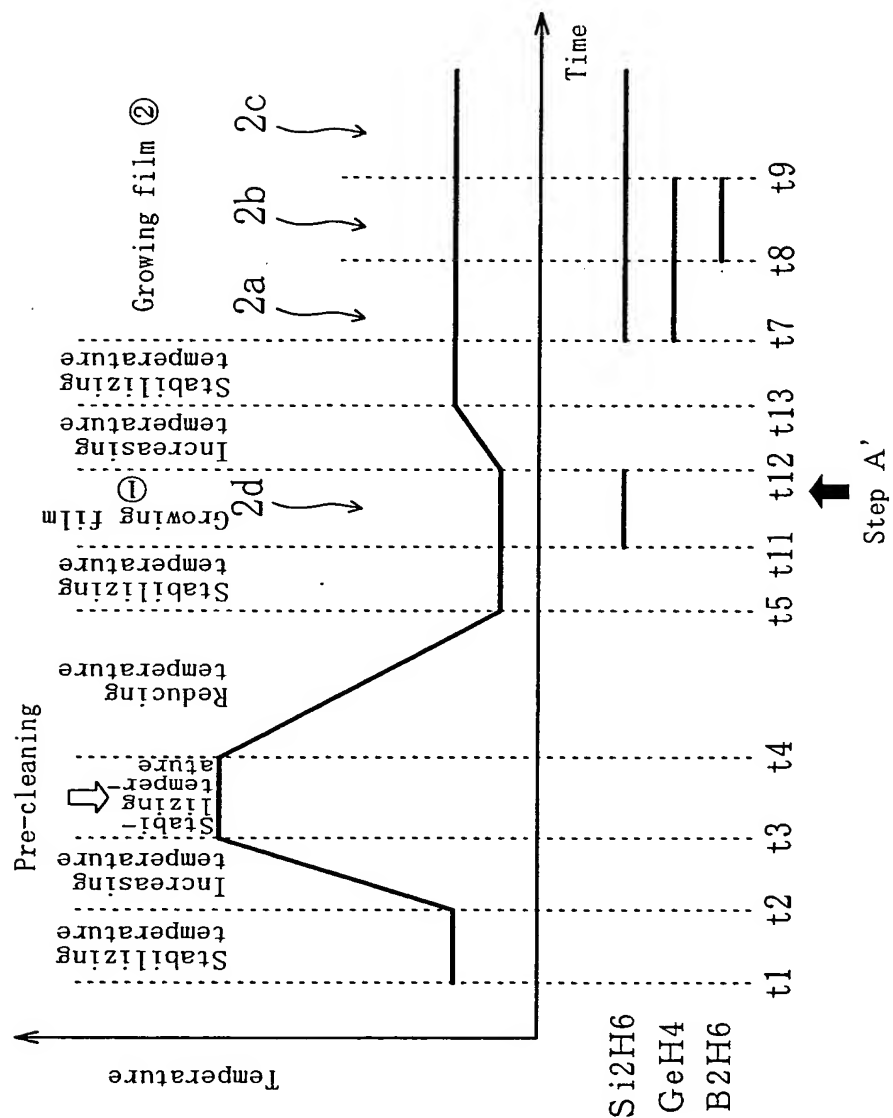 Pre-cleaning
Growing film ②
Stabilizing
temperature
Increasing
temperature
Stabi-
lizing
temper-
ature
Reducing
temperature
Stabilizing
temperature
Growing film
①
Increasing
temperature
Stabilizing
temperature
2d
2a
2b
2c
Temperature
Time
Si2H6
GeH4
B2H6
t1
t2
t3
t4
t5
t11
t12
t13
t7
t8
t9
Step A'